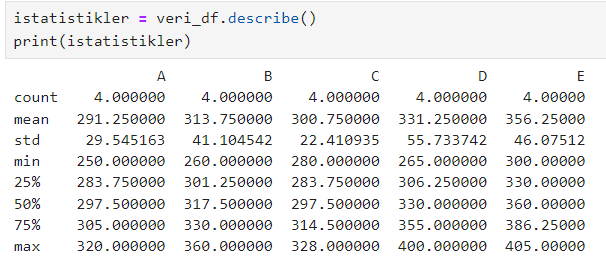 istatistikler = veri_df.describe()
print(istatistikler)
A B C D E
count 4.000000 4.000000 4.000000 4.000000 4.00000
mean 291.250000 313.750000 300.750000 331.250000 356.25000
std 29.545163 41.104542 22.410935 55.733742 46.07512
min 250.000000 260.000000 280.000000 265.000000 300.00000
25% 283.750000 301.250000 283.750000 306.250000 330.00000
50% 297.500000 317.500000 297.500000 330.000000 360.00000
75% 305.000000 330.000000 314.500000 355.000000 386.25000
max 320.000000 360.000000 328.000000 400.000000 405.00000